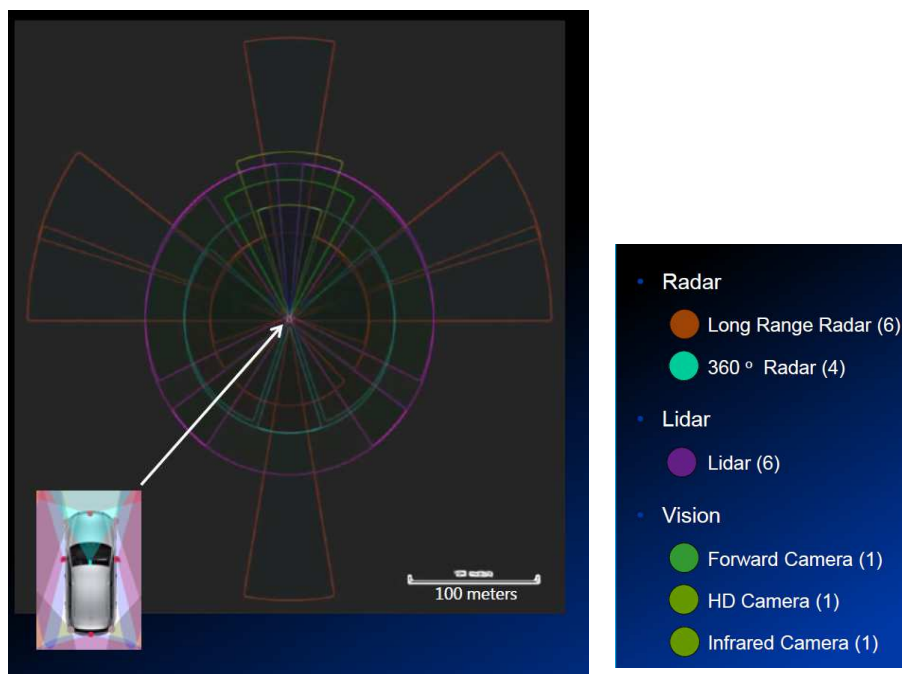 100 meters
• Radar
Long Range Radar (6)
360 º Radar (4)
• Lidar
Lidar (6)
• Vision
Forward Camera (1)
HD Camera (1)
Infrared Camera (1)